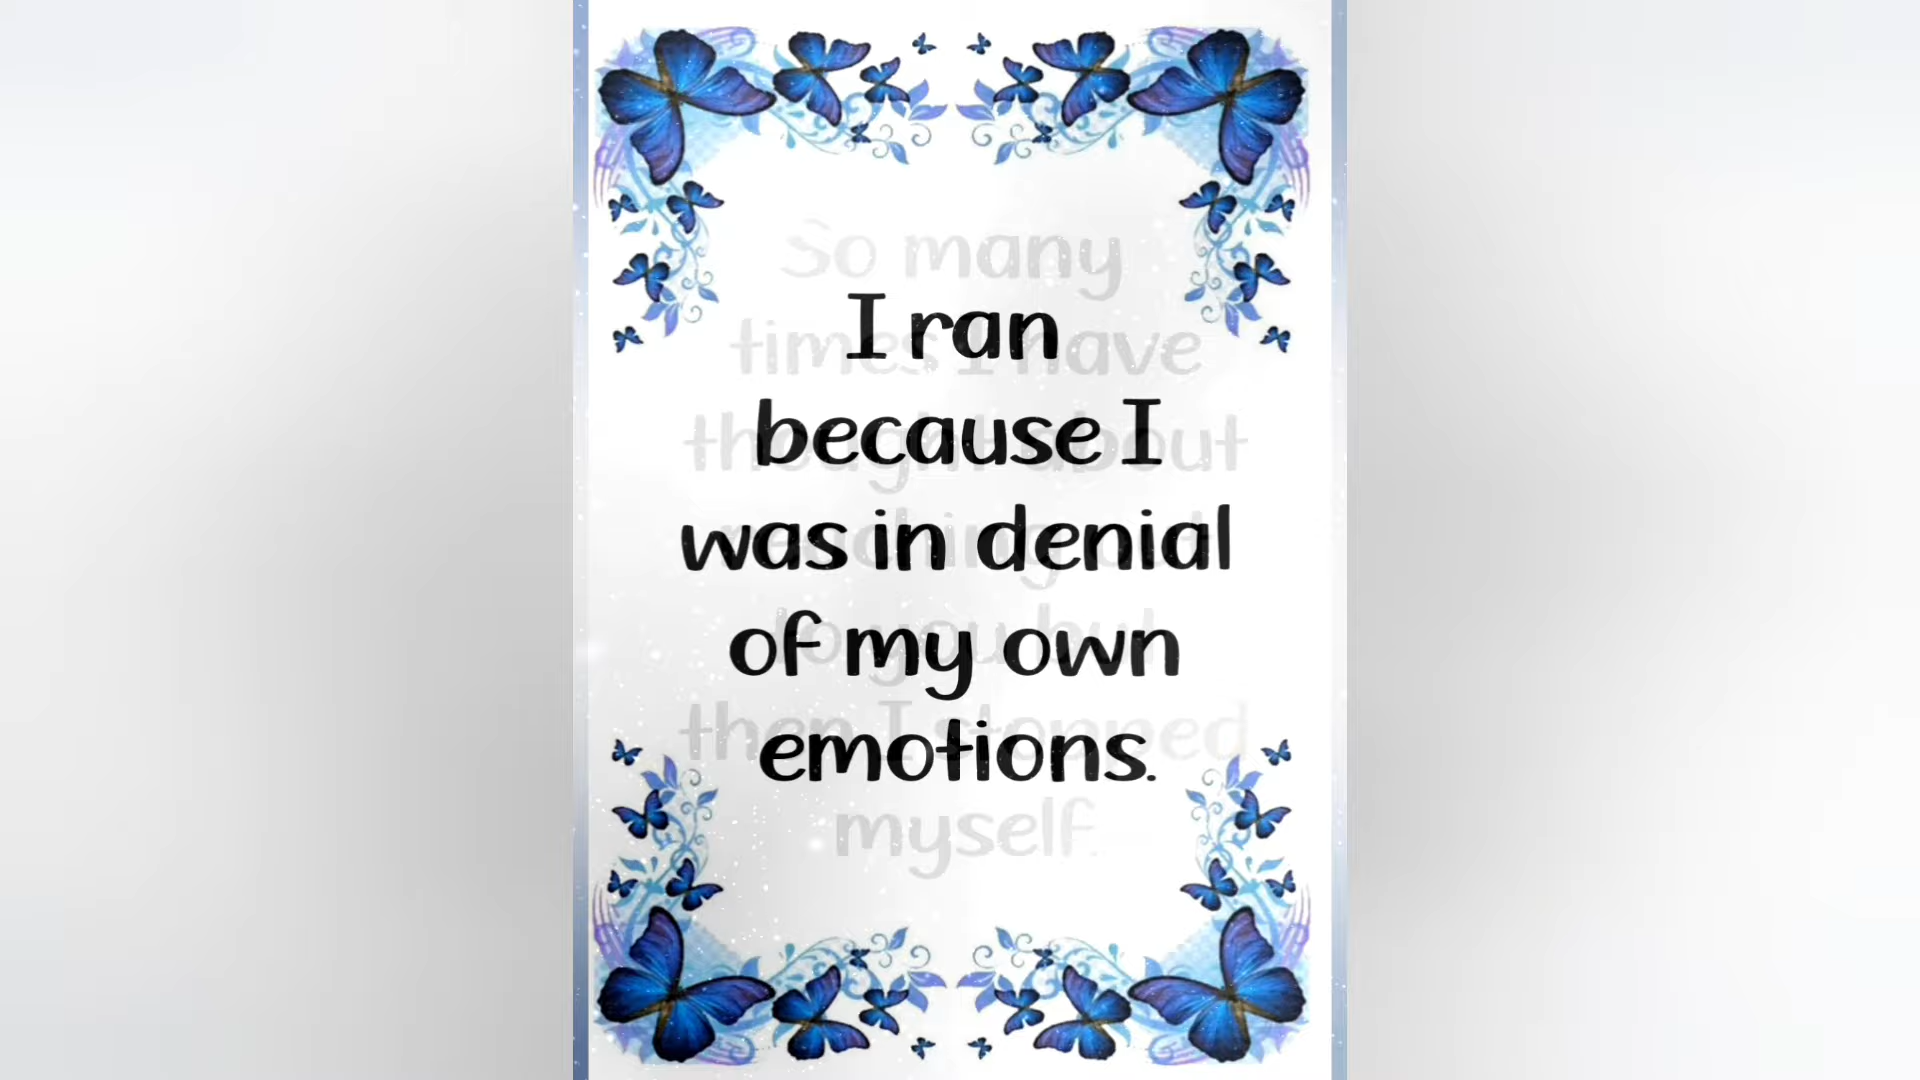 So many
times I have
thought about
reaching out
to you but
then I stopped
myself.
I ran
because I
was in denial
of my own
emotions.